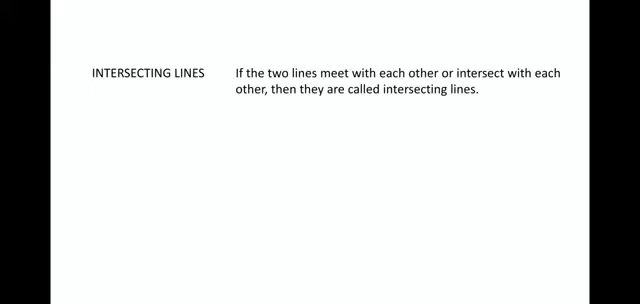 INTERSECTING LINES If the two lines meet with each other or intersect with each
other, then they are called intersecting lines.